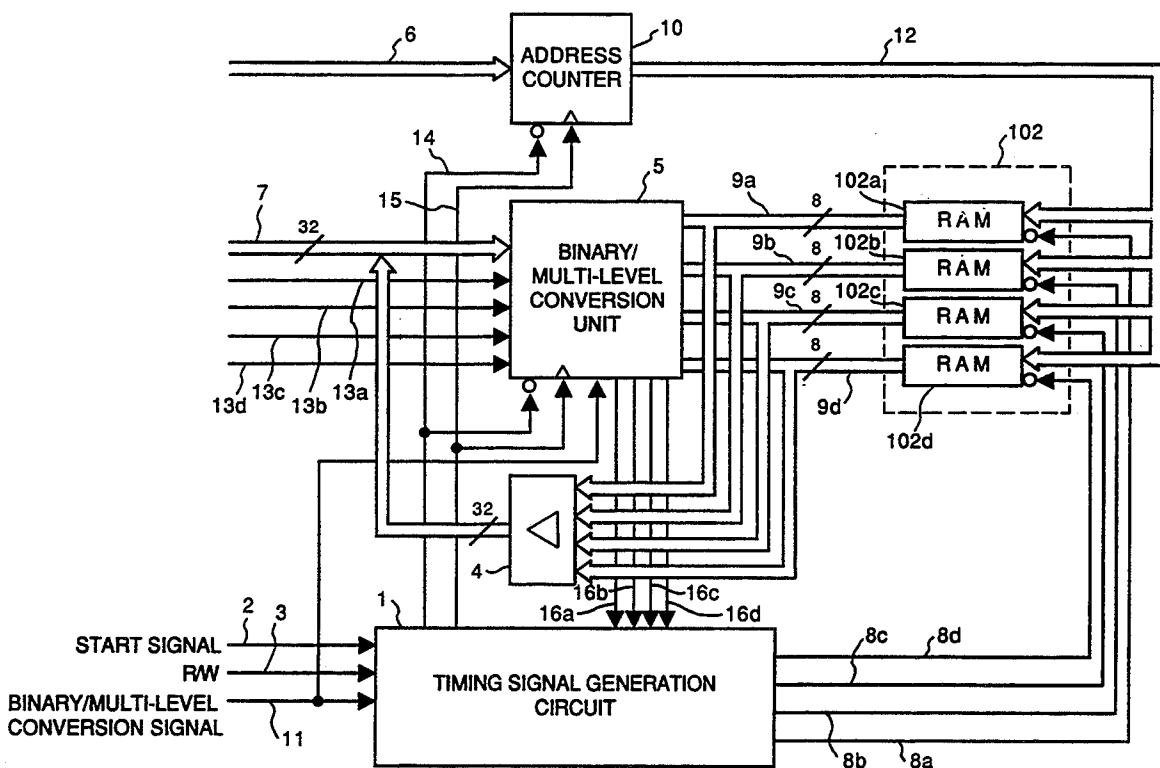 6
10
12
ADDRESS
COUNTER
14
15
5
102
7
32
9a
8
102a
RAM
9b
8
102b
RAM
9c
8
102c
RAM
8
9d
RAM
102d
BINARY/
MULTI-LEVEL
CONVERSION
UNIT
13d
13c
13b
13a
32
4
16b
16c
16a
16d
1
2
3
START SIGNAL
R/W
BINARY/MULTI-LEVEL
CONVERSION SIGNAL
11
TIMING SIGNAL GENERATION
CIRCUIT
8c
8d
8b
8a